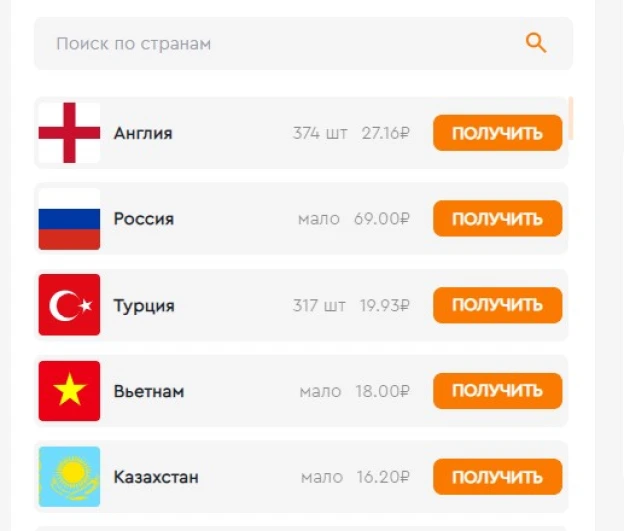 Поиск по странам
Англия 374 шт 27.16₽ ПОЛУЧИТЬ
Россия мало 69.00₽ ПОЛУЧИТЬ
Турция 317 шт 19.93₽ ПОЛУЧИТЬ
Вьетнам мало 18.00₽ ПОЛУЧИТЬ
Казахстан мало 16.20₽ ПОЛУЧИТЬ